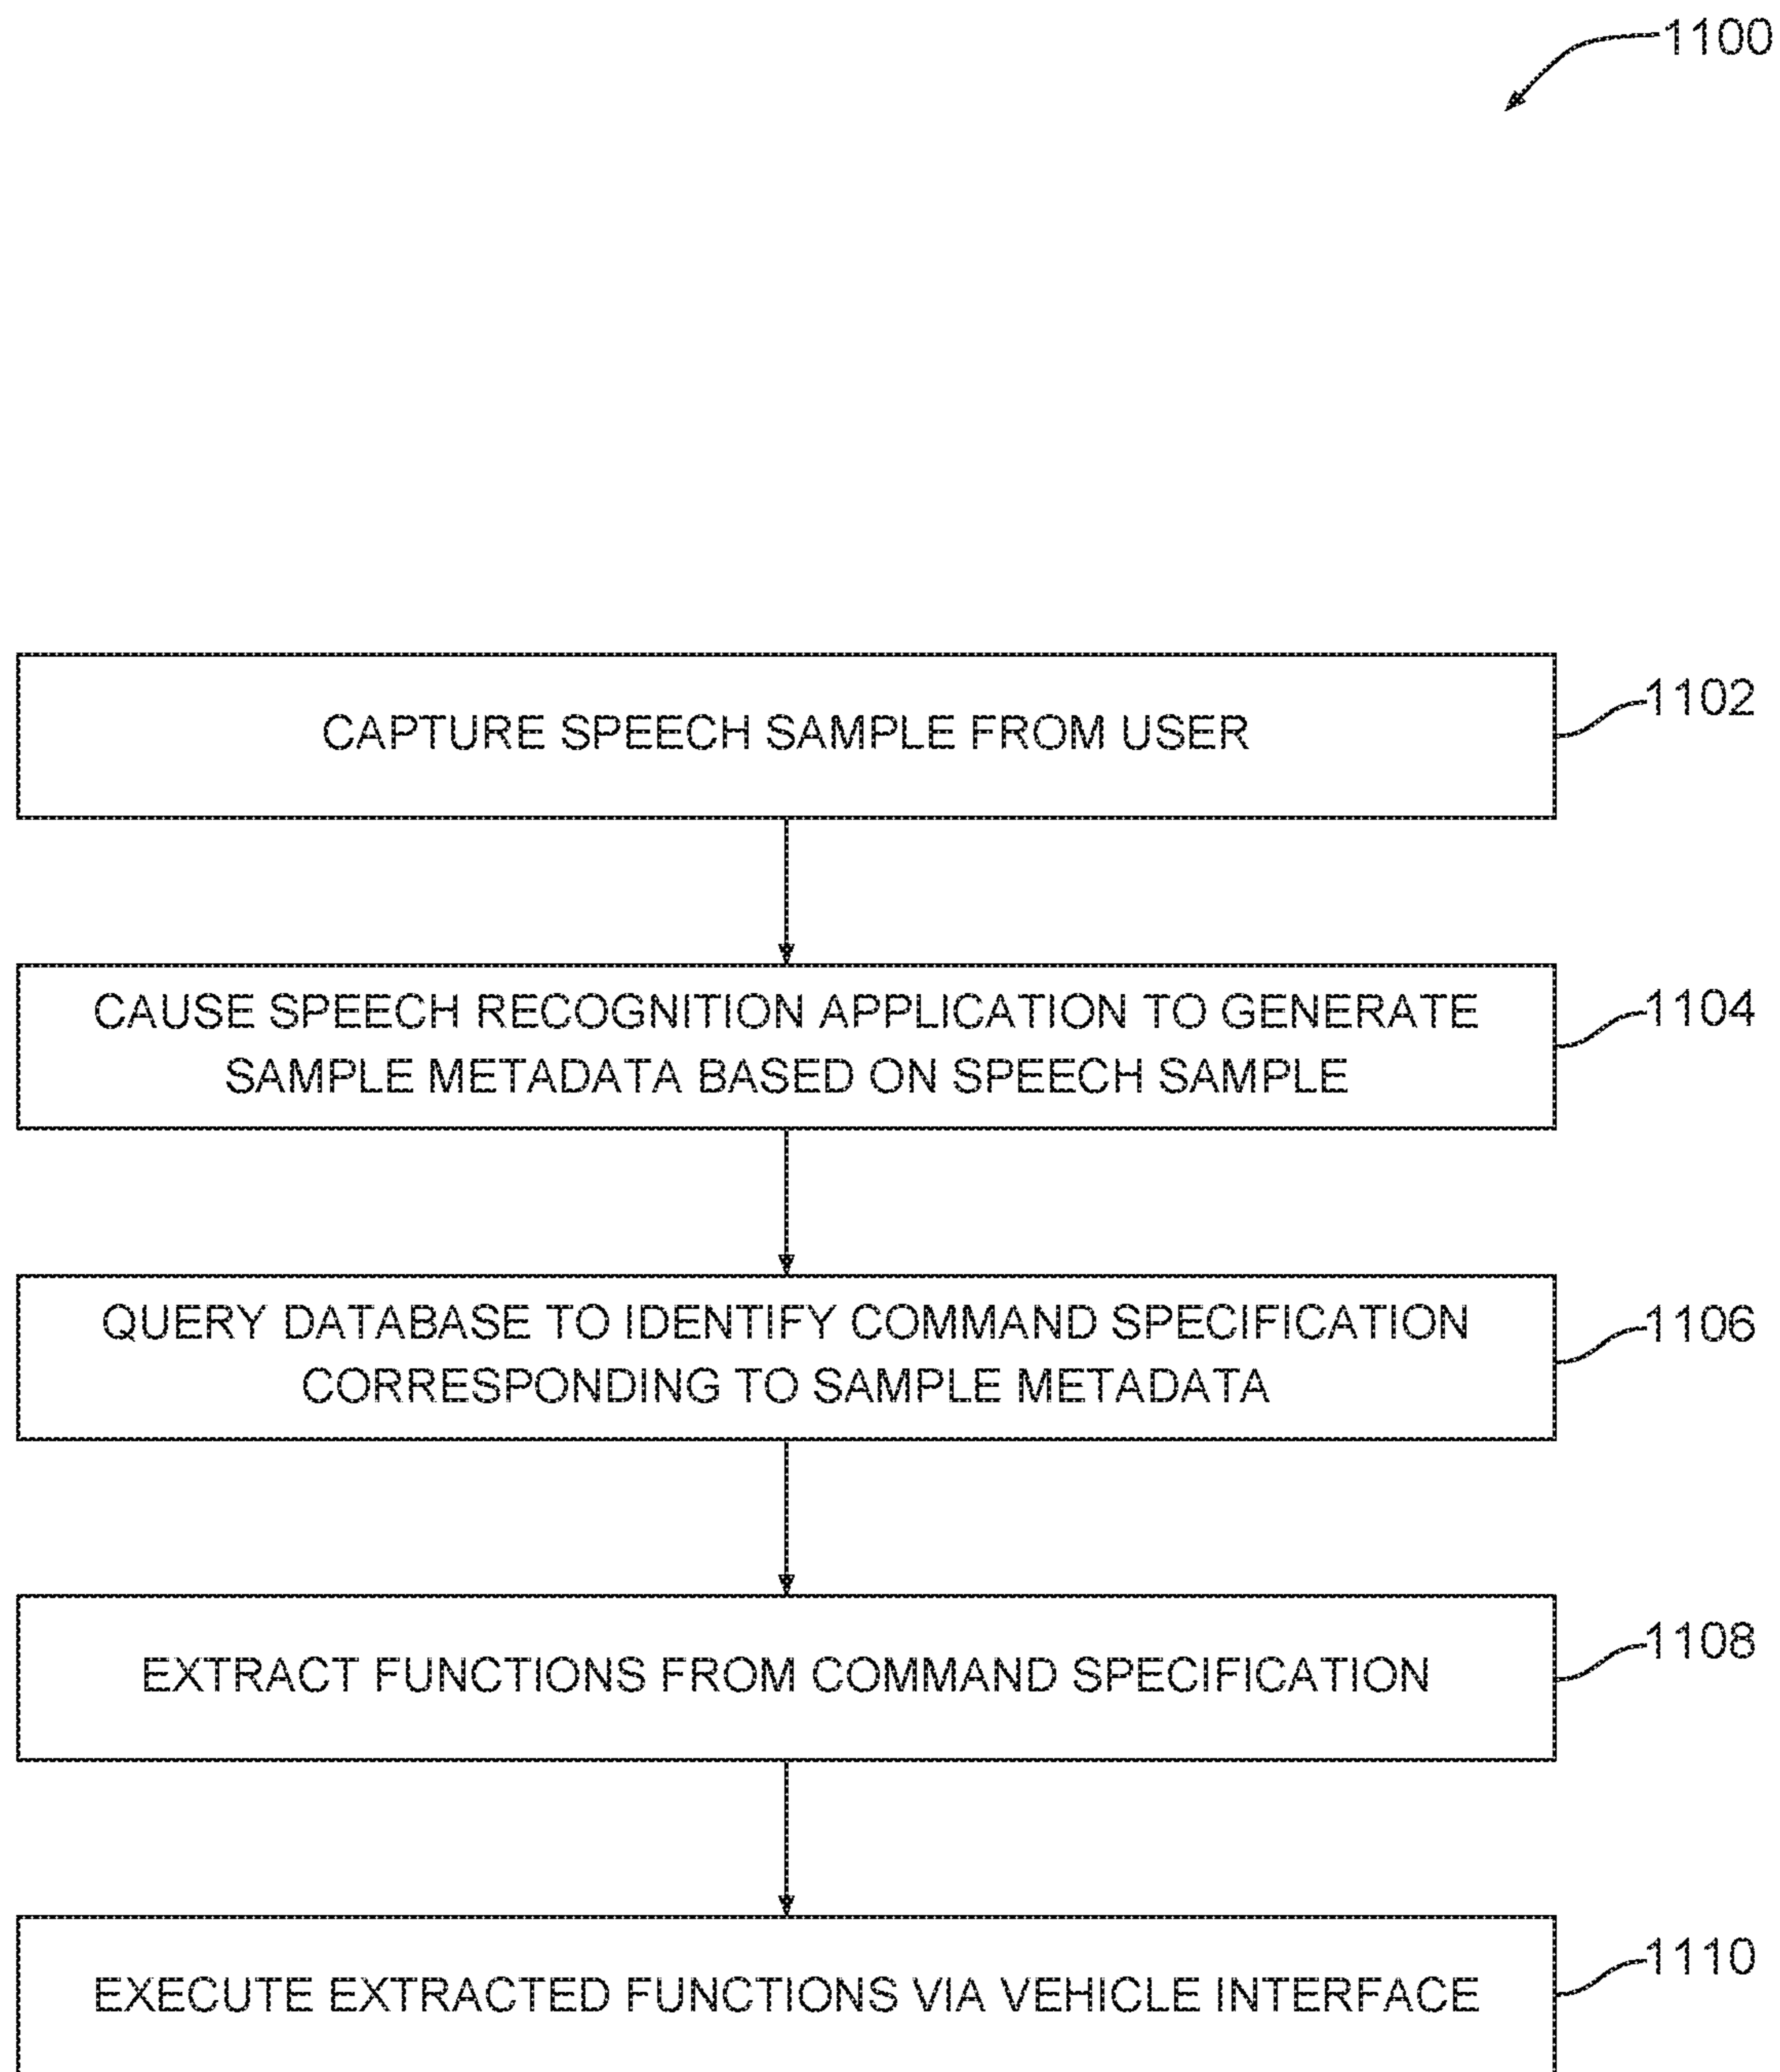 1100
CAPTURE SPEECH SAMPLE FROM USER
1102
CAUSE SPEECH RECOGNITION APPLICATION TO GENERATE
SAMPLE METADATA BASED ON SPEECH SAMPLE
1104
QUERY DATABASE TO IDENTIFY COMMAND SPECIFICATION
CORRESPONDING TO SAMPLE METADATA
1106
EXTRACT FUNCTIONS FROM COMMAND SPECIFICATION
1108
EXECUTE EXTRACTED FUNCTIONS VIA VEHICLE INTERFACE
1110